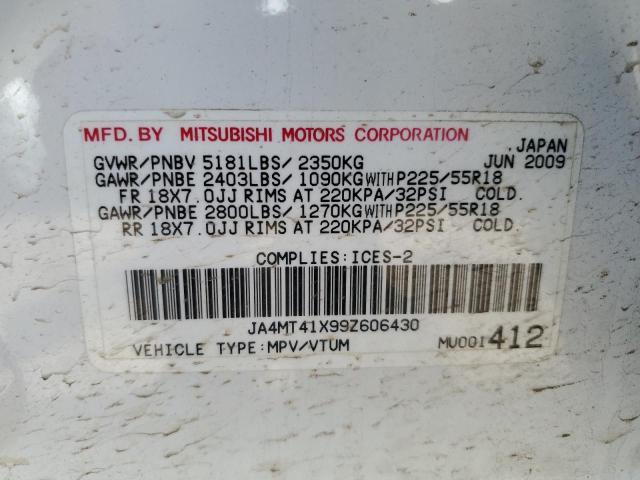 MFD. BY MITSUBISHI MOTORS CORPORATION
JAPAN
GVWR/PNBV 5181LBS/ 2350KG JUN 2009
GAWR/PNBE 2403LBS/ 1090KG WITH P225/55R18
FR 18X7.0JJ RIMS AT 220KPA/32PSI COLD.
GAWR/PNBE 2800LBS/ 1270KG WITH P225/55R18
RR 18X7.0JJ RIMS AT 220KPA/32PSI COLD.
COMPLIES:ICES-2
JA4MT41X99Z606430
VEHICLE TYPE:MPV/VTUM MU001412